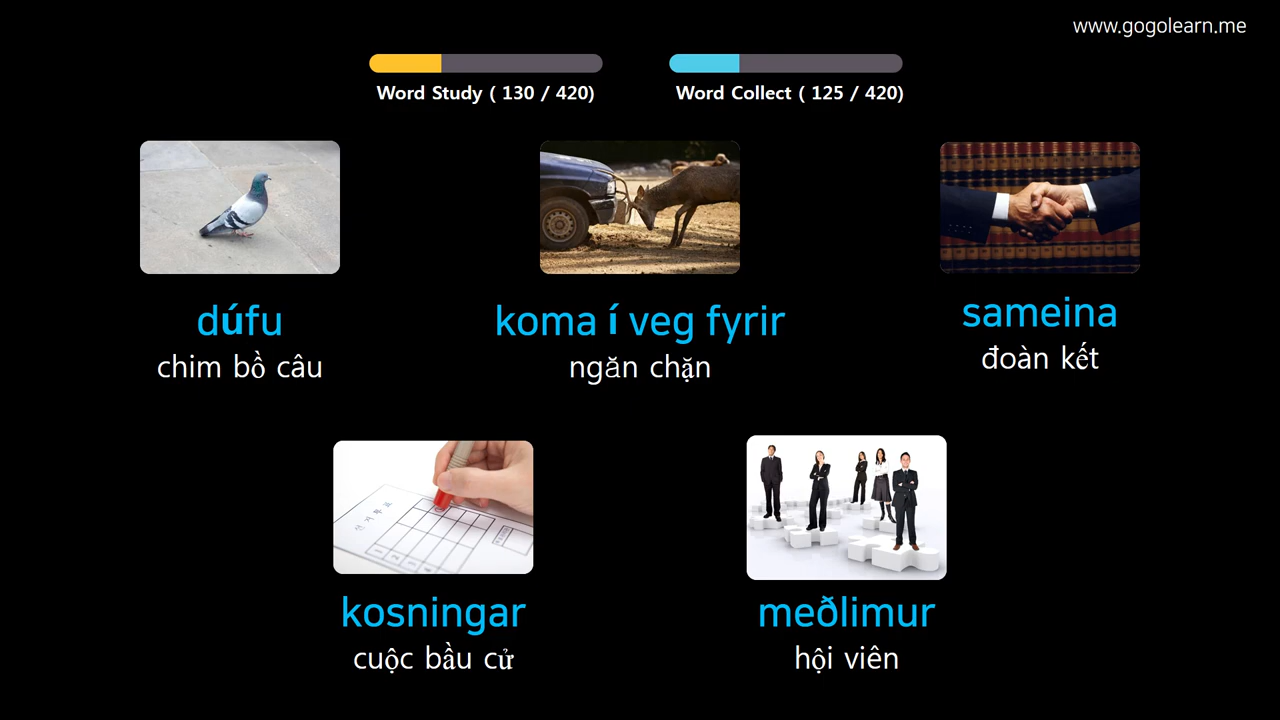 www.gogolearn.me
Word Study ( 130 / 420)
Word Collect ( 125 / 420)
dúfu
chim bồ câu
koma í veg fyrir
ngăn chặn
sameina
đoàn kết
kosningar
cuộc bầu cử
meðlimur
hội viên